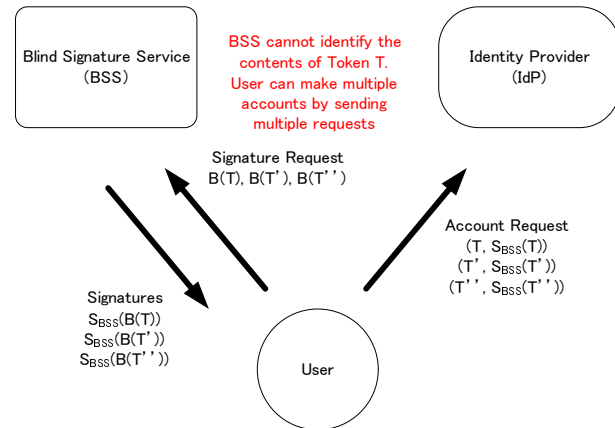 Blind Signature Service
(BSS)
BSS cannot identify the
contents of Token T.
User can make multiple
accounts by sending
multiple requests
Identity Provider
(IdP)
Signature Request
B(T), B(T'), B(T'')
Account Request
(T, SBSS(T))
(T', SBSS(T'))
(T'', SBSS(T''))
Signatures
SBSS(B(T))
SBSS(B(T'))
SBSS(B(T''))
User